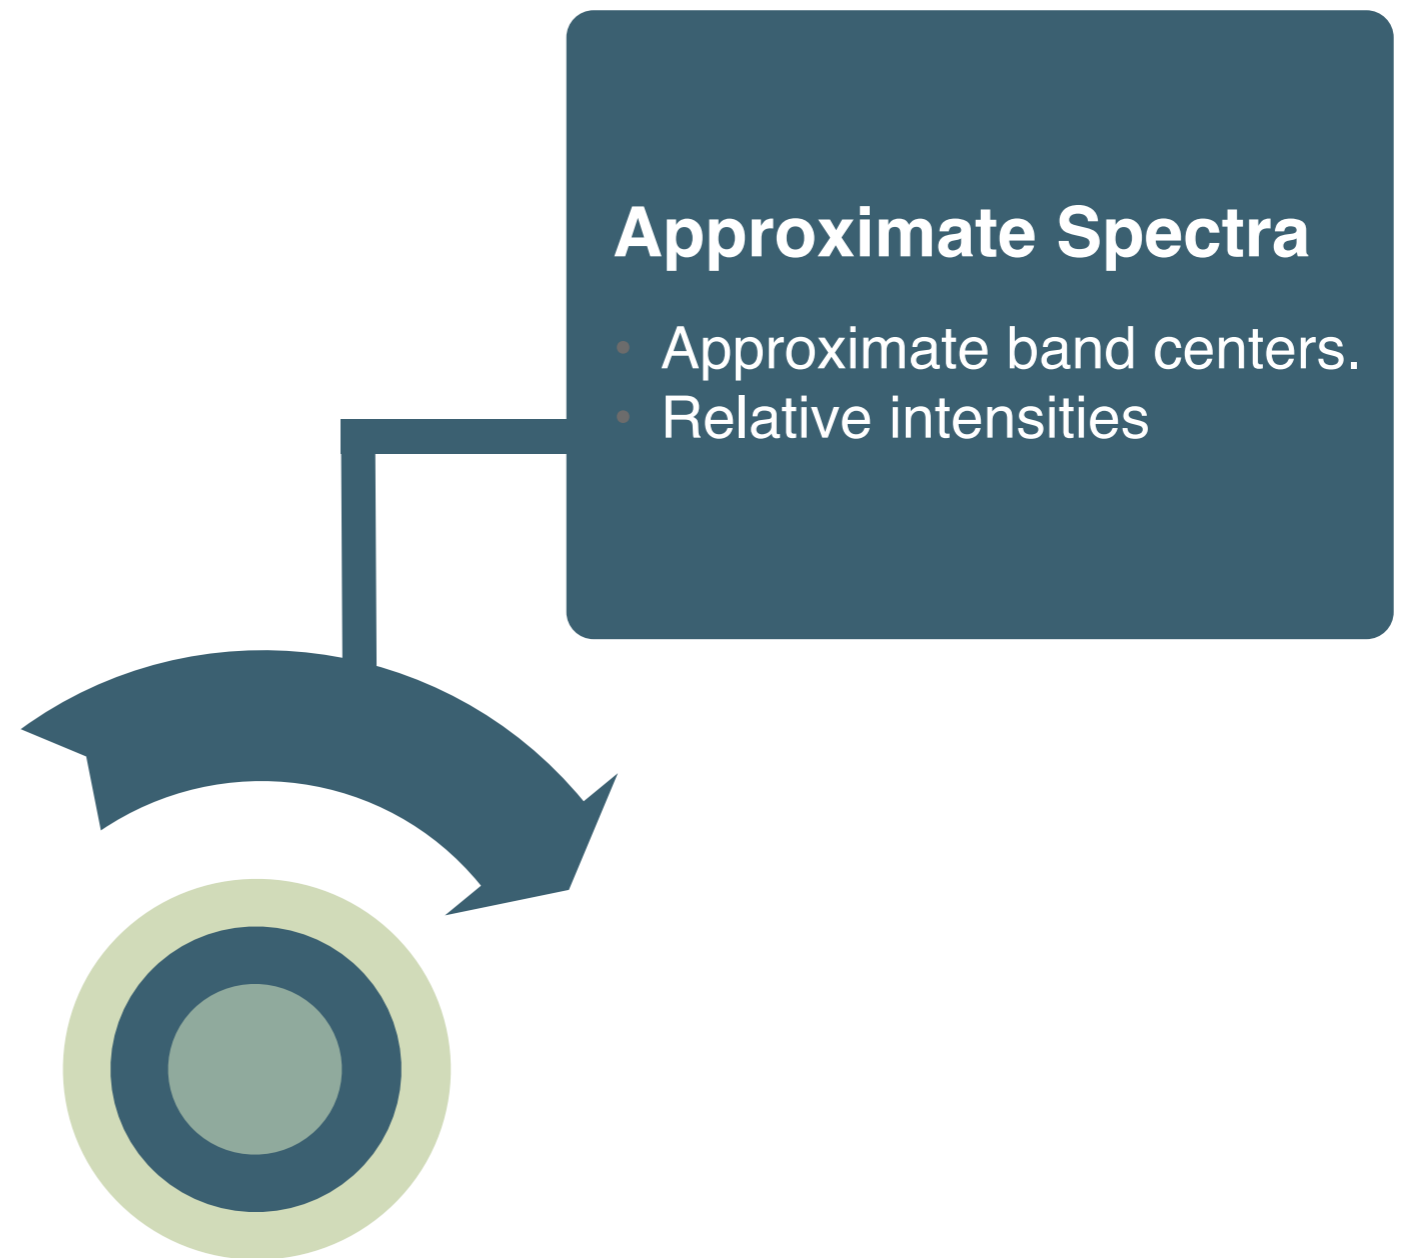 Approximate Spectra
• Approximate band centers.
• Relative intensities